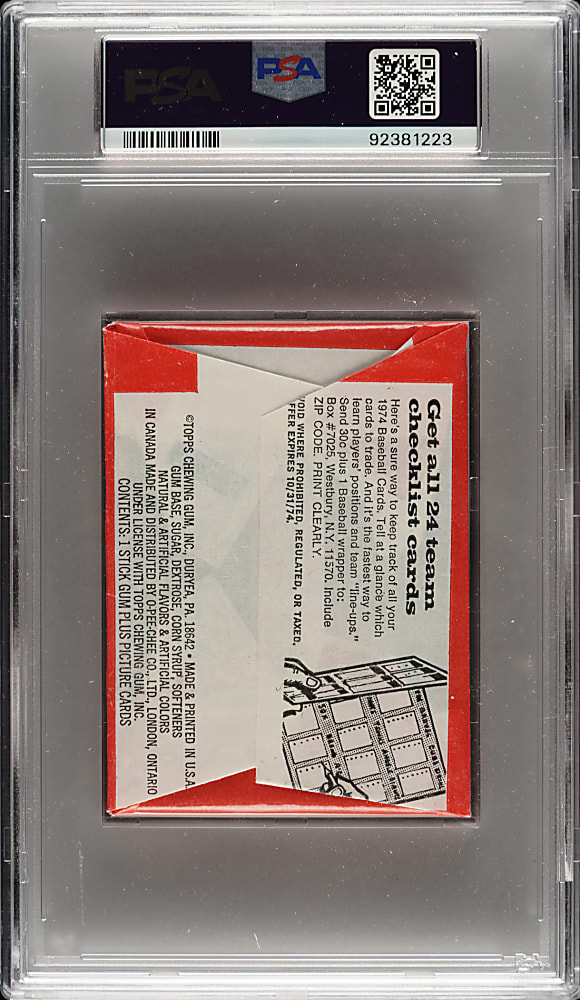 PSA
PSA
92381223
Get all 24 team
checklist cards
Here's a sure way to keep track of all your
1974 Baseball Cards. Tell at a glance which
cards to trade. And it's the fastest way to
learn players' positions and team "line-ups."
Send 30c plus 1 Baseball wrapper to:
Box #7025, Westbury, N.Y. 11570. Include
ZIP CODE. PRINT CLEARLY.
VOID WHERE PROHIBITED, REGULATED, OR TAXED,
FFER EXPIRES 10/31/74.
©TOPPS CHEWING GUM, INC., DURYEA, PA. 18642 • MADE & PRINTED IN U.S.A.
GUM BASE, SUGAR, DEXTROSE, CORN SYRUP, SOFTENERS
NATURAL & ARTIFICIAL FLAVORS & ARTIFICIAL COLORS
IN CANADA MADE AND DISTRIBUTED BY O-PEE-CHEE CO., LTD., LONDON, ONTARIO
UNDER LICENSE WITH TOPPS CHEWING GUM, INC.
CONTENTS: 1 STICK GUM PLUS PICTURE CARDS
PSA